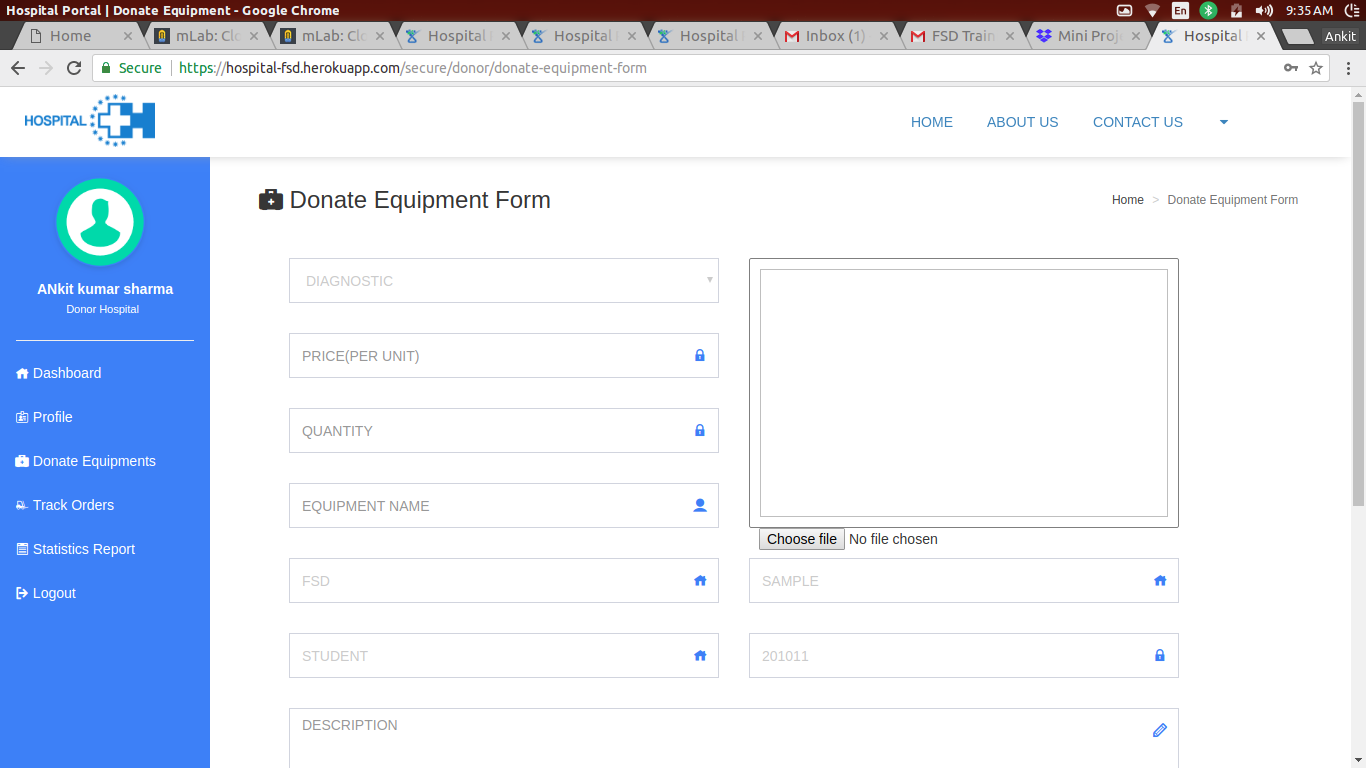 Hospital Portal | Donate Equipment - Google Chrome
En
9:35 AM
Home
mLab: Clo
mLab: Clo
Hospital
Hospital
Hospital
Inbox (1)
FSD Train
Mini Proj
Hospital
Ankit
Secure
https://hospital-fsd.herokuapp.com/secure/donor/donate-equipment-form
HOSPITAL
H
HOME
ABOUT US
CONTACT US
ANkit kumar sharma
Donor Hospital
Dashboard
Profile
Donate Equipments
Track Orders
Statistics Report
Logout
Donate Equipment Form
Home > Donate Equipment Form
DIAGNOSTIC
PRICE(PER UNIT)
QUANTITY
EQUIPMENT NAME
Choose file No file chosen
FSD
SAMPLE
STUDENT
201011
DESCRIPTION